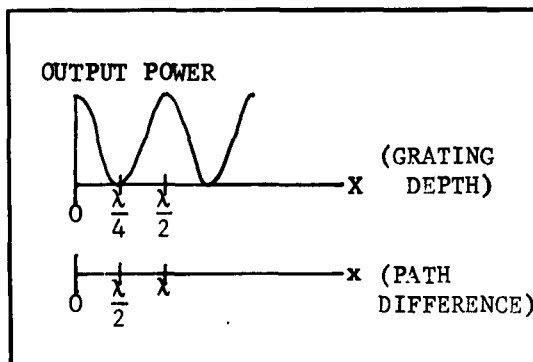 OUTPUT POWER
X (GRATING
DEPTH)
0 λ/4 λ/2
x (PATH
DIFFERENCE)
0 λ/2 λ